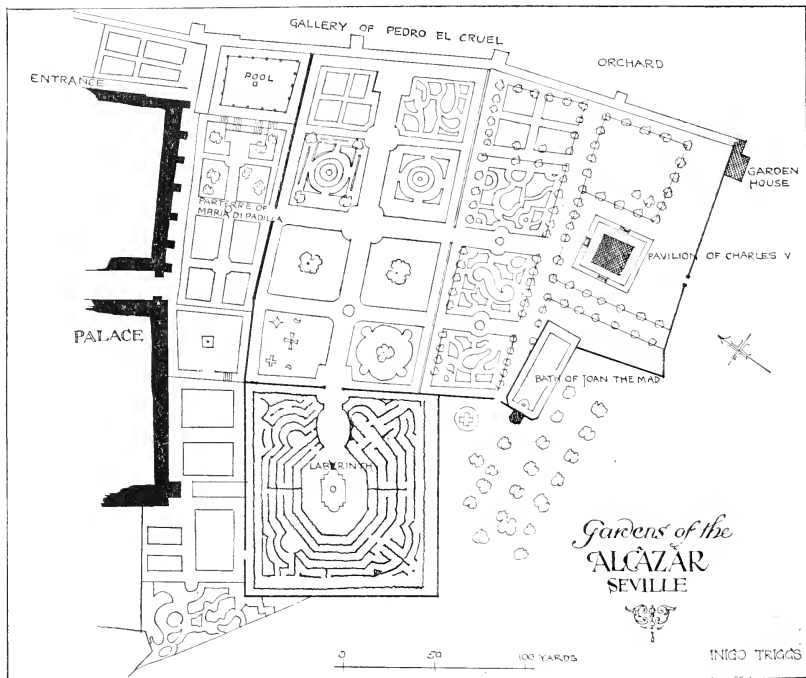 GALLERY OF PEDRO EL CRUEL
ORCHARD
ENTRANCE
POOL
GARDEN
HOUSE
PARTERRE OF
MARIA DI PADILLA
PAVILION OF CHARLES V
PALACE
BATH OF JOAN THE MAD
LABYRINTH
Gardens of the
ALCAZAR
SEVILLE
0 50 100 YARDS
INIGO TRIGGS